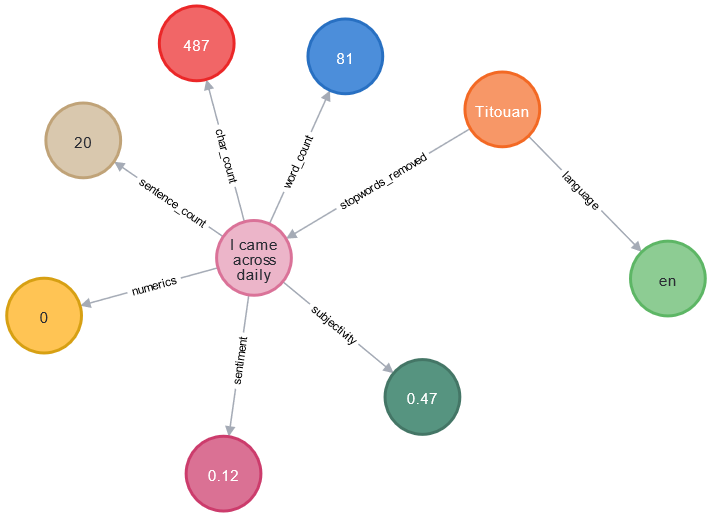 487
81
Titouan
20
char_count
word_count
stopwords_removed
language
sentence_count
I came
across
daily
en
numerics
0
subjectivity
sentiment
0.47
0.12